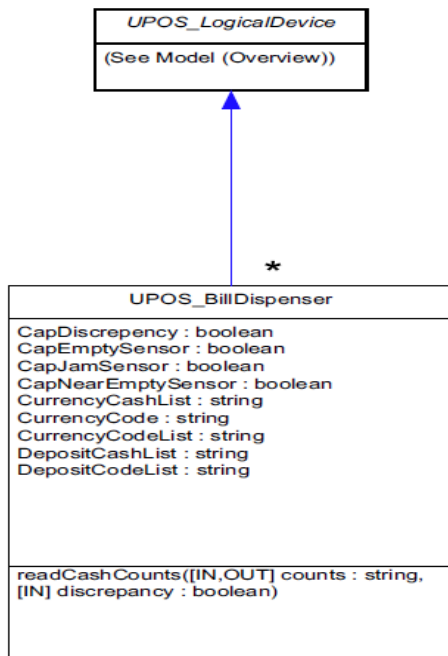 UPOS_LogicalDevice
(See Model (Overview))
*
UPOS_BillDispenser
CapDiscrepency : boolean
CapEmptySensor : boolean
CapJamSensor : boolean
CapNearEmptySensor : boolean
CurrencyCashList : string
CurrencyCode : string
CurrencyCodeList : string
DepositCashList : string
DepositCodeList : string
readCashCounts([IN,OUT] counts : string,
[IN] discrepancy : boolean)